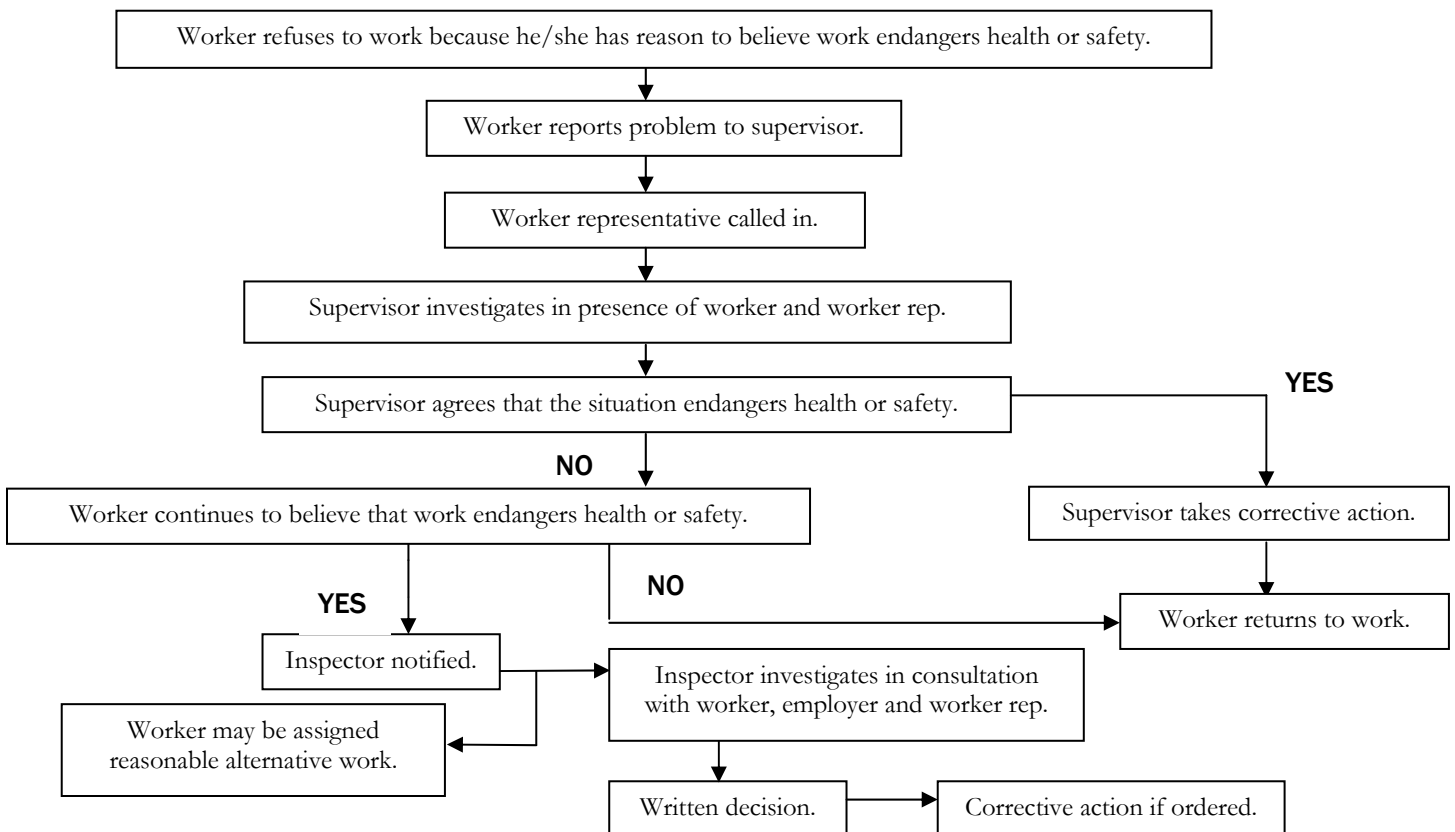 Worker refuses to work because he/she has reason to believe work endangers health or safety.
Worker reports problem to supervisor.
Worker representative called in.
Supervisor investigates in presence of worker and worker rep.
Supervisor agrees that the situation endangers health or safety.
YES
NO
Worker continues to believe that work endangers health or safety.
Supervisor takes corrective action.
YES
NO
Worker returns to work.
Inspector notified.
Inspector investigates in consultation
with worker, employer and worker rep.
Worker may be assigned
reasonable alternative work.
Written decision.
Corrective action if ordered.